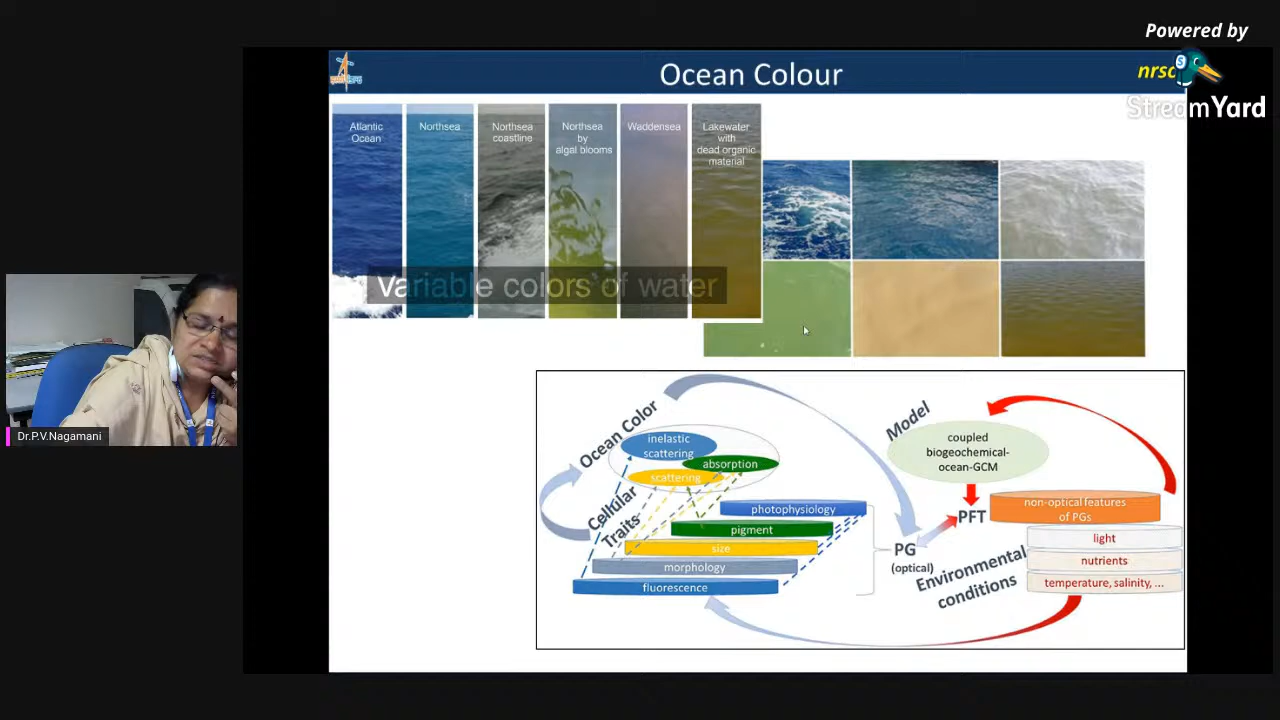 Powered by
StreamYard
nrsc
Ocean Colour
Atlantic
Ocean
Northsea
Northsea
coastline
Northsea
by
algal blooms
Waddensea
Lakewater
with
dead organic
material
Variable colors of water
Ocean Color
inelastic
scattering
absorption
scattering
Cellular
Traits
photophysiology
pigment
size
morphology
fluorescence
PG
(optical)
Model
coupled
biogeochemical-
ocean-GCM
PFT
non-optical features
of PGs
Environmental
conditions
light
nutrients
temperature, salinity, ...
Dr.P.V.Nagamani